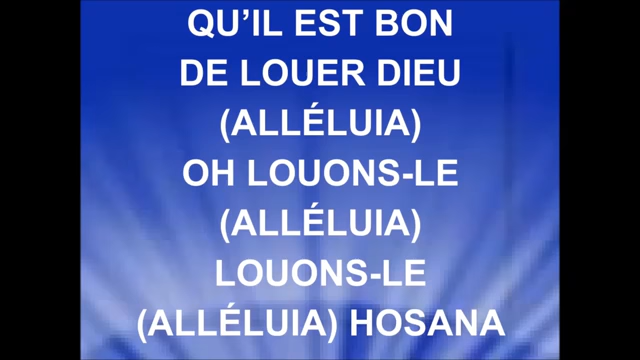 QU’IL EST BON
DE LOUER DIEU
(ALLÉLUIA)
OH LOUONS-LE
(ALLÉLUIA)
LOUONS-LE
(ALLÉLUIA) HOSANA